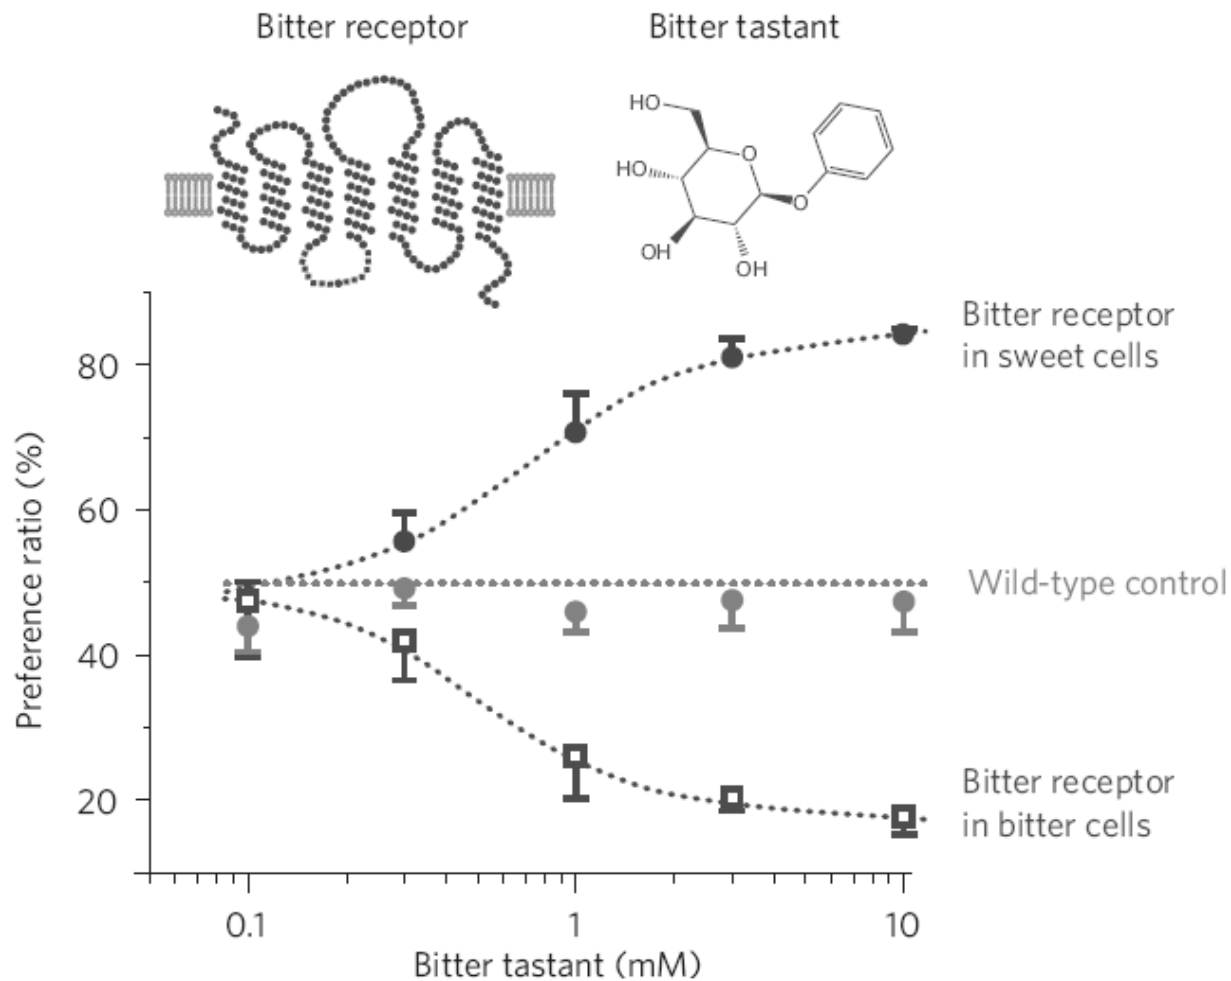 Bitter receptor
Bitter tastant
HO
O
HO
O
OH
OH
Preference ratio (%)
80
60
40
20
Bitter receptor
in sweet cells
Wild-type control
Bitter receptor
in bitter cells
0.1
1
10
Bitter tastant (mM)